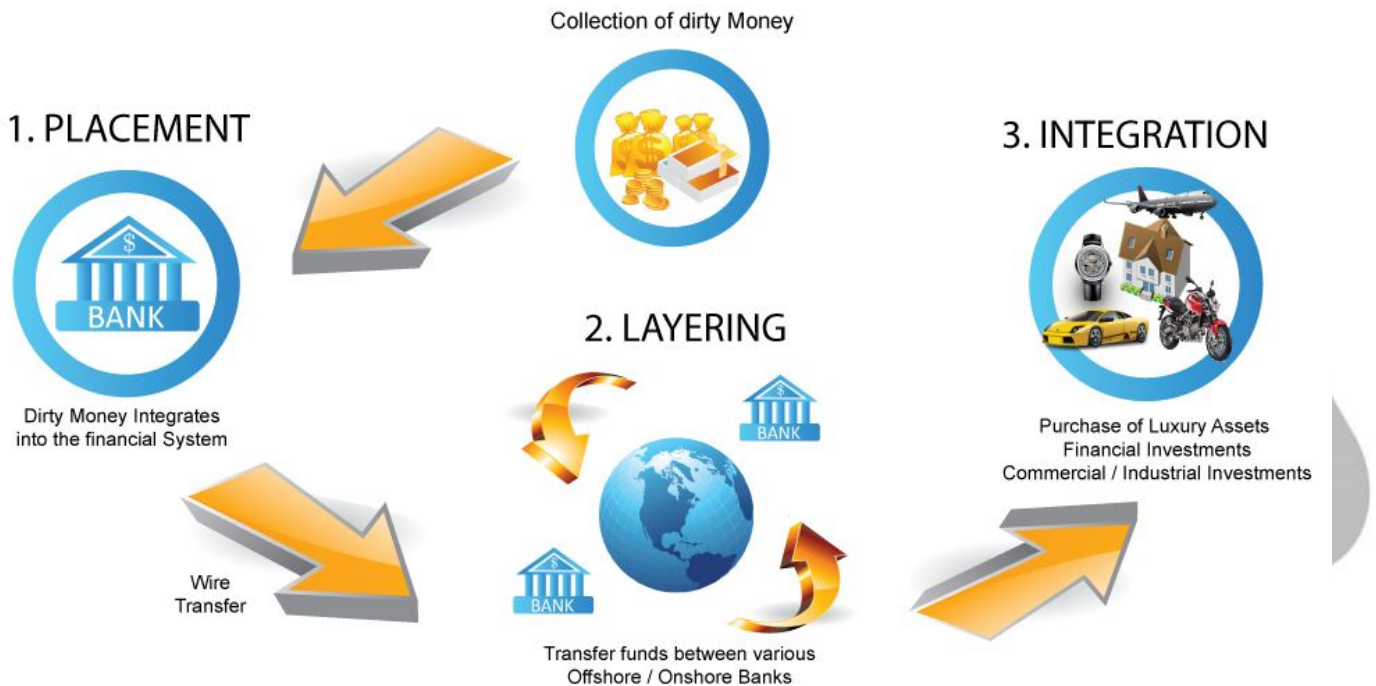 Collection of dirty Money
1. PLACEMENT
$
BANK
Dirty Money Integrates
into the financial System
Wire
Transfer
2. LAYERING
$
BANK
$
BANK
Transfer funds between various
Offshore / Onshore Banks
3. INTEGRATION
Purchase of Luxury Assets
Financial Investments
Commercial / Industrial Investments